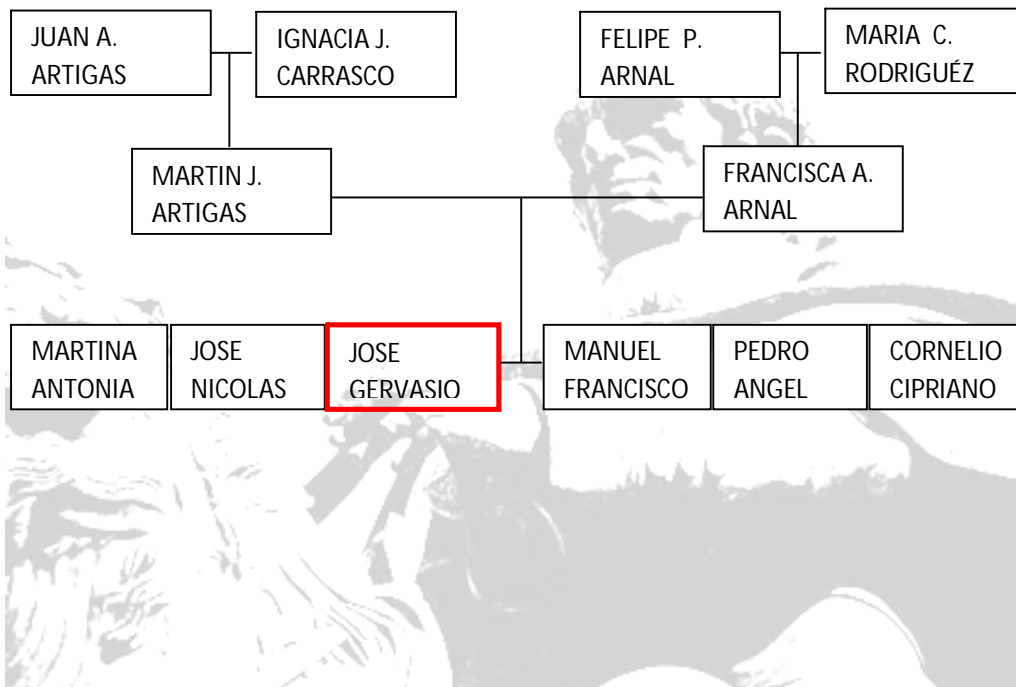 JUAN A.
ARTIGAS
IGNACIA J.
CARRASCO
FELIPE P.
ARNAL
MARIA C.
RODRIGUÉZ
MARTIN J.
ARTIGAS
FRANCISCA A.
ARNAL
MARTINA
ANTONIA
JOSE
NICOLAS
JOSE
GERVASIO
MANUEL
FRANCISCO
PEDRO
ANGEL
CORNELIO
CIPRIANO